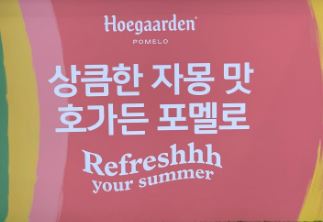 Hoegaarden®
POMELO
상큼한 자몽 맛
호가든 포멜로
Refreshhh
your summer